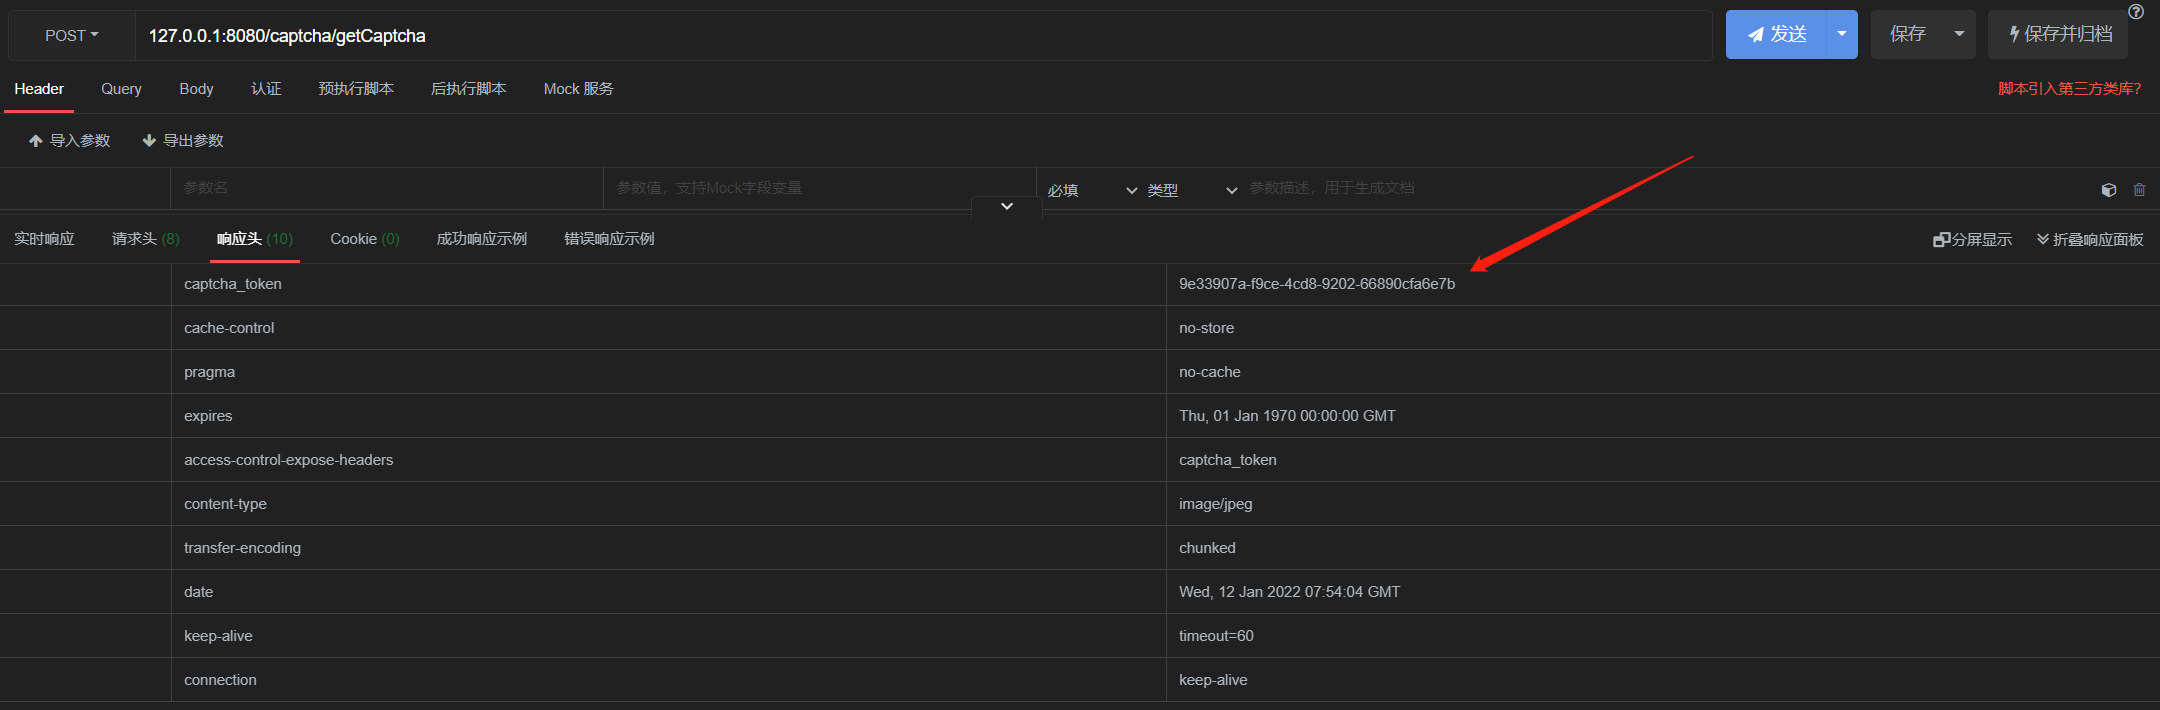 POST 127.0.0.1:8080/captcha/getCaptcha 发送 保存 保存并归档
Header Query Body 认证 预执行脚本 后执行脚本 Mock 服务 脚本引入第三方类库?
导入参数 导出参数
参数名 参数值，支持Mock字段变量 必填 类型 参数描述，用于生成文档
实时响应 请求头 (8) 响应头 (10) Cookie (0) 成功响应示例 错误响应示例 分屏显示 折叠响应面板
captcha_token 9e33907a-f9ce-4cd8-9202-66890cfa6e7b
cache-control no-store
pragma no-cache
expires Thu, 01 Jan 1970 00:00:00 GMT
access-control-expose-headers captcha_token
content-type image/jpeg
transfer-encoding chunked
date Wed, 12 Jan 2022 07:54:04 GMT
keep-alive timeout=60
connection keep-alive